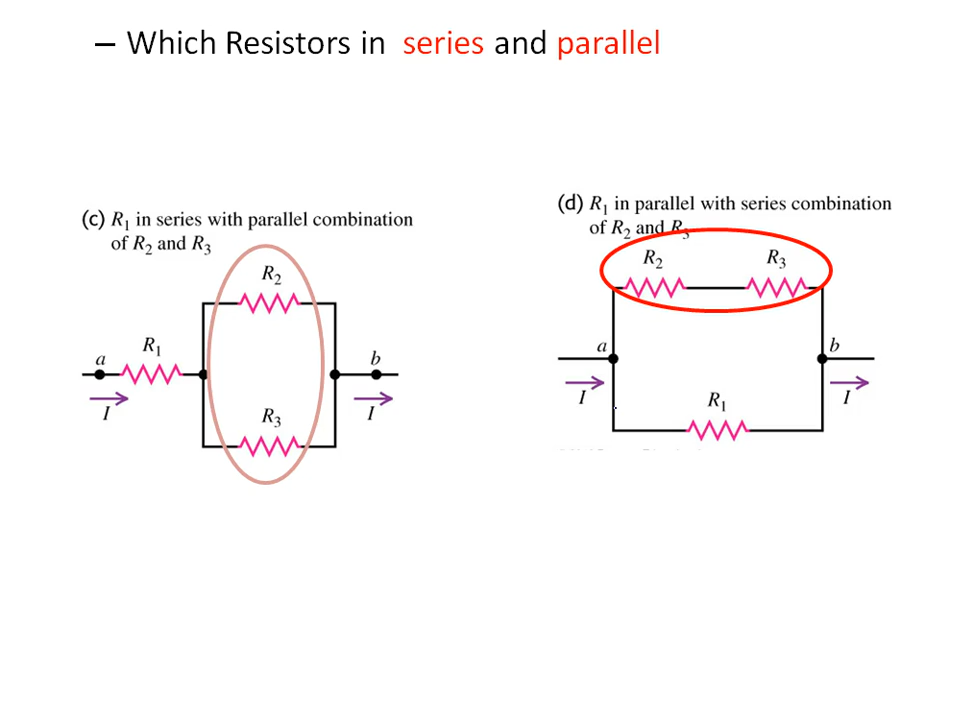 – Which Resistors in series and parallel
(c) R1 in series with parallel combination
of R2 and R3
R2
R1
a
b
I
I
R3
(d) R1 in parallel with series combination
of R2 and R3
R2
R3
a
b
I
I
R1